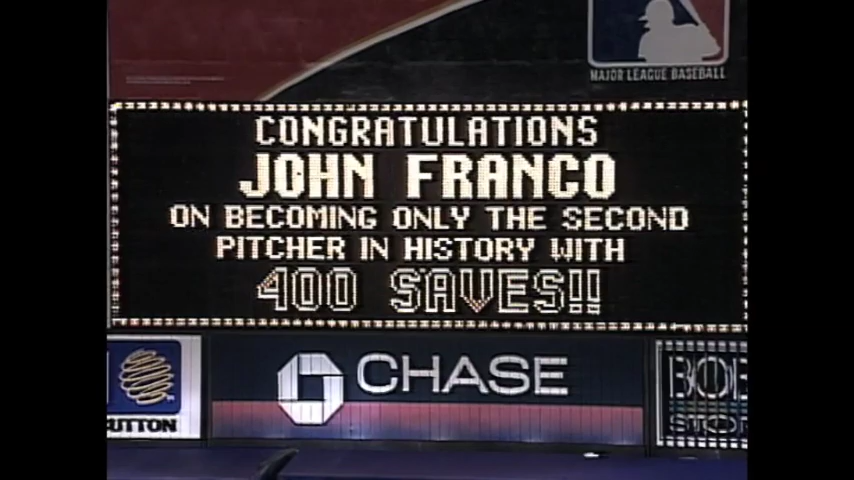 MAJOR LEAGUE BASEBALL
CONGRATULATIONS
JOHN FRANCO
ON BECOMING ONLY THE SECOND
PITCHER IN HISTORY WITH
400 SAVES!!
CHASE
UTTON